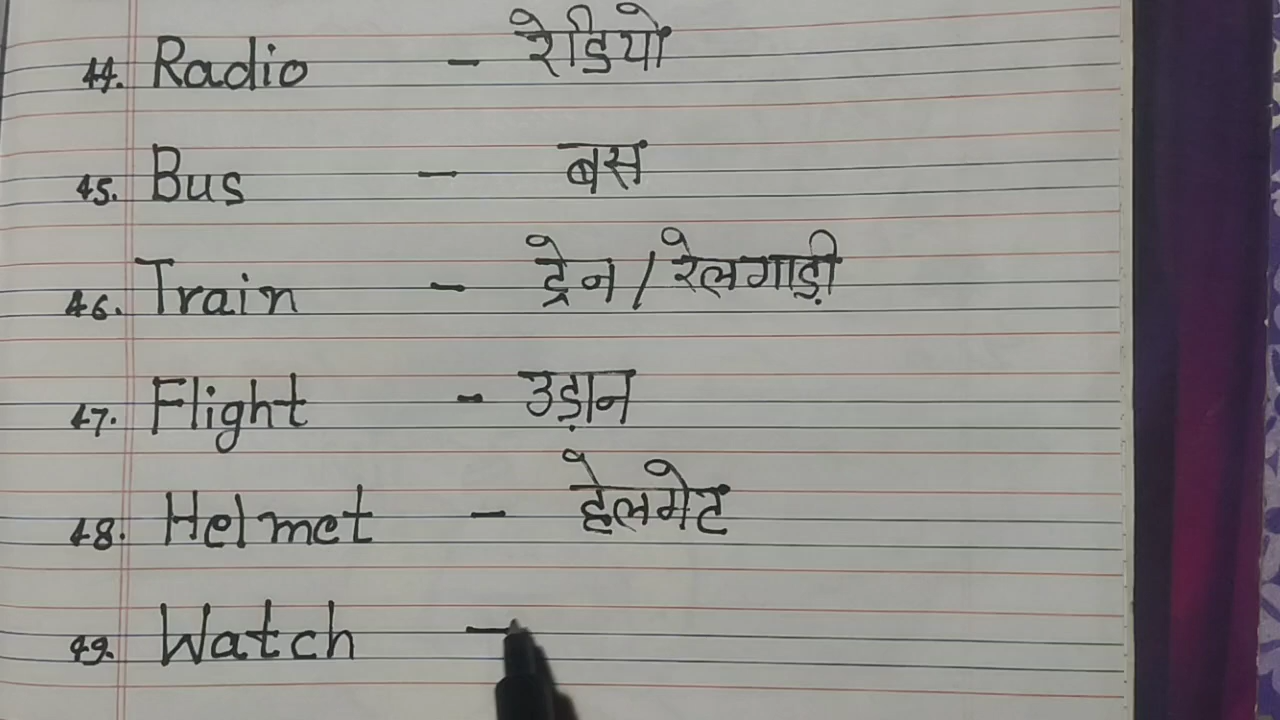 44. Radio - रेडियो
45. Bus - बस
46. Train - ट्रेन / रेलगाड़ी
47. Flight - उड़ान
48. Helmet - हेलमेट
49. Watch -